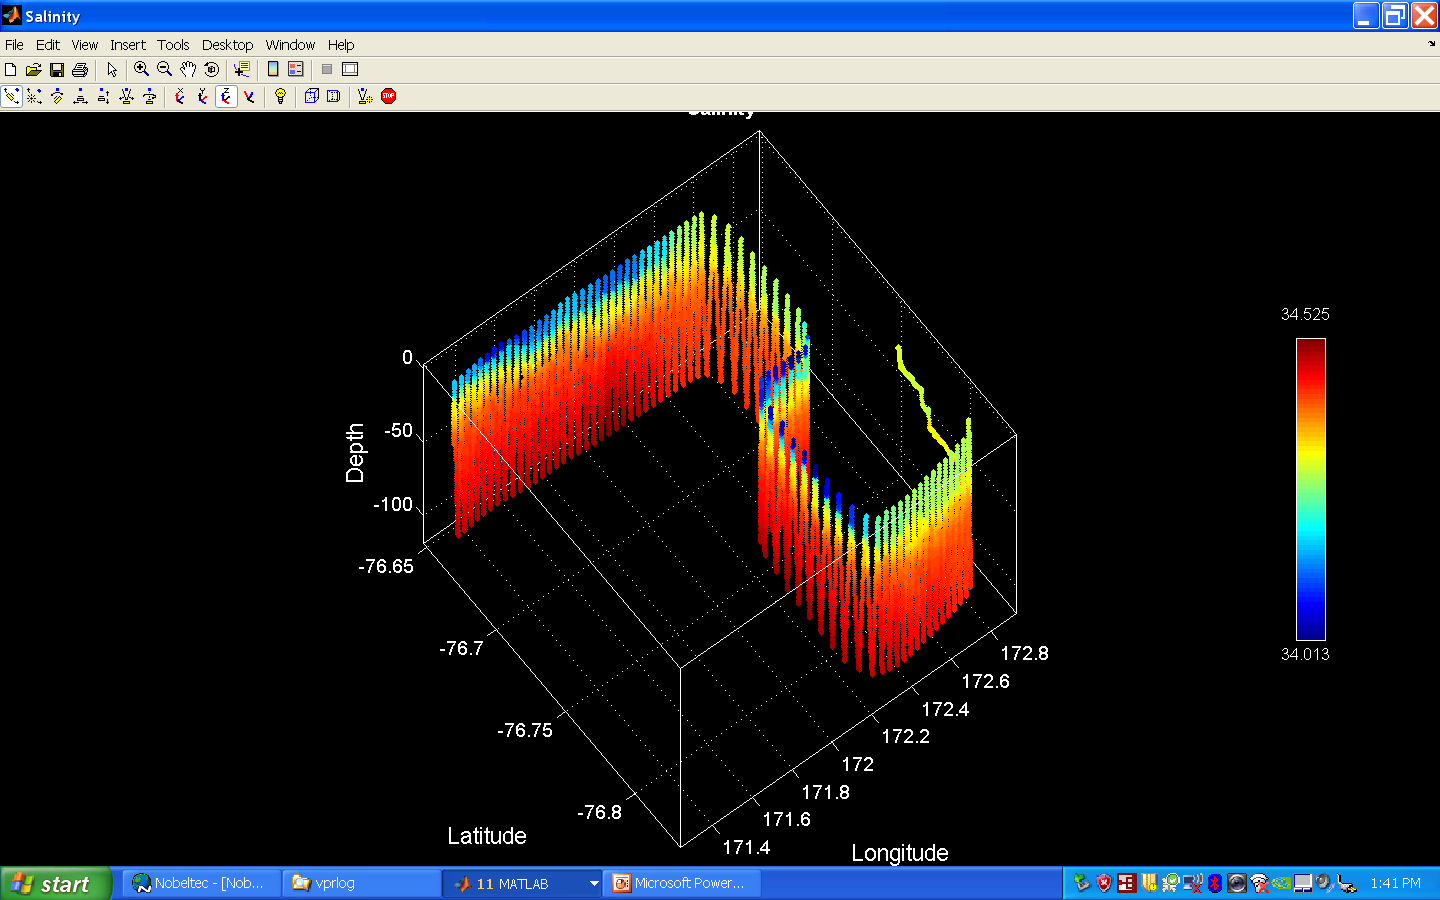 Salinity
File Edit View Insert Tools Desktop Window Help
STOP
Salinity
0
-50
-100
Depth
-76.65
-76.7
-76.75
-76.8
Latitude
171.4
171.6
171.8
172
172.2
172.4
172.6
172.8
Longitude
34.525
34.013
start
Nobeltec - [Nob...
vprlog
11 MATLAB
Microsoft Power...
1:41 PM